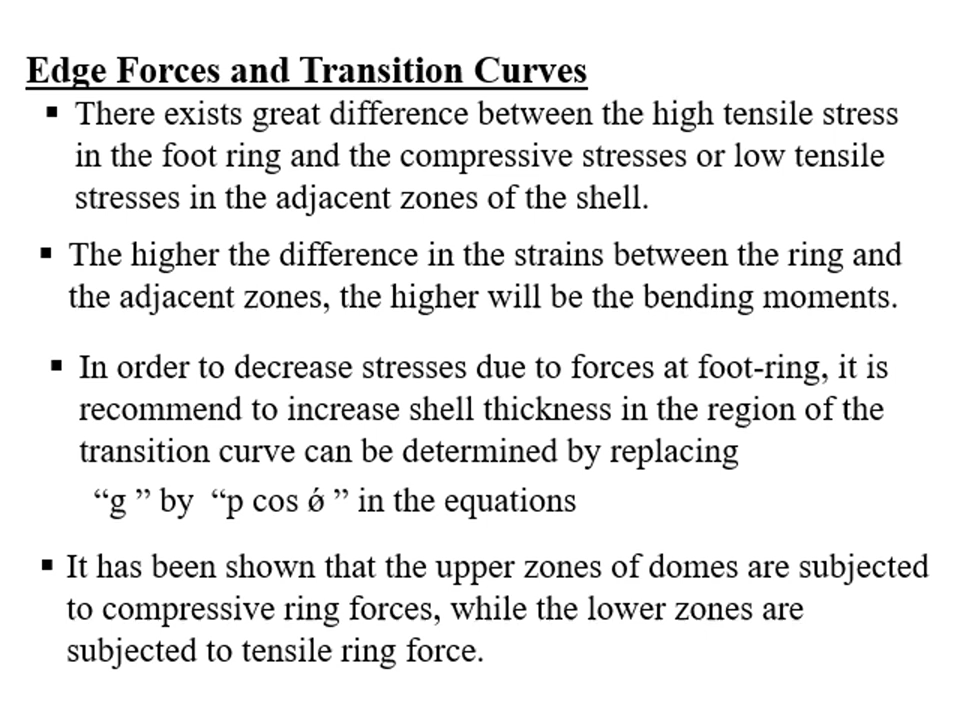 Edge Forces and Transition Curves
▪ There exists great difference between the high tensile stress
in the foot ring and the compressive stresses or low tensile
stresses in the adjacent zones of the shell.
▪ The higher the difference in the strains between the ring and
the adjacent zones, the higher will be the bending moments.
▪ In order to decrease stresses due to forces at foot-ring, it is
recommend to increase shell thickness in the region of the
transition curve can be determined by replacing
“g ” by “p cos ǿ ” in the equations
▪ It has been shown that the upper zones of domes are subjected
to compressive ring forces, while the lower zones are
subjected to tensile ring force.